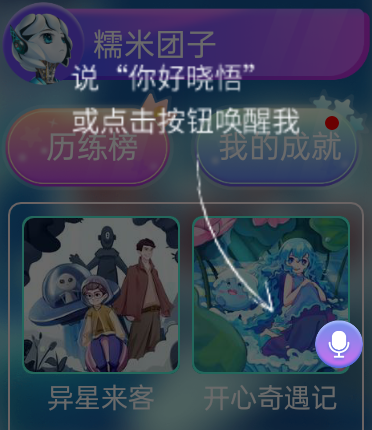 糯米团子
说“你好晓悟”
或点击按钮唤醒我
历练榜
我的成就
异星来客
开心奇遇记